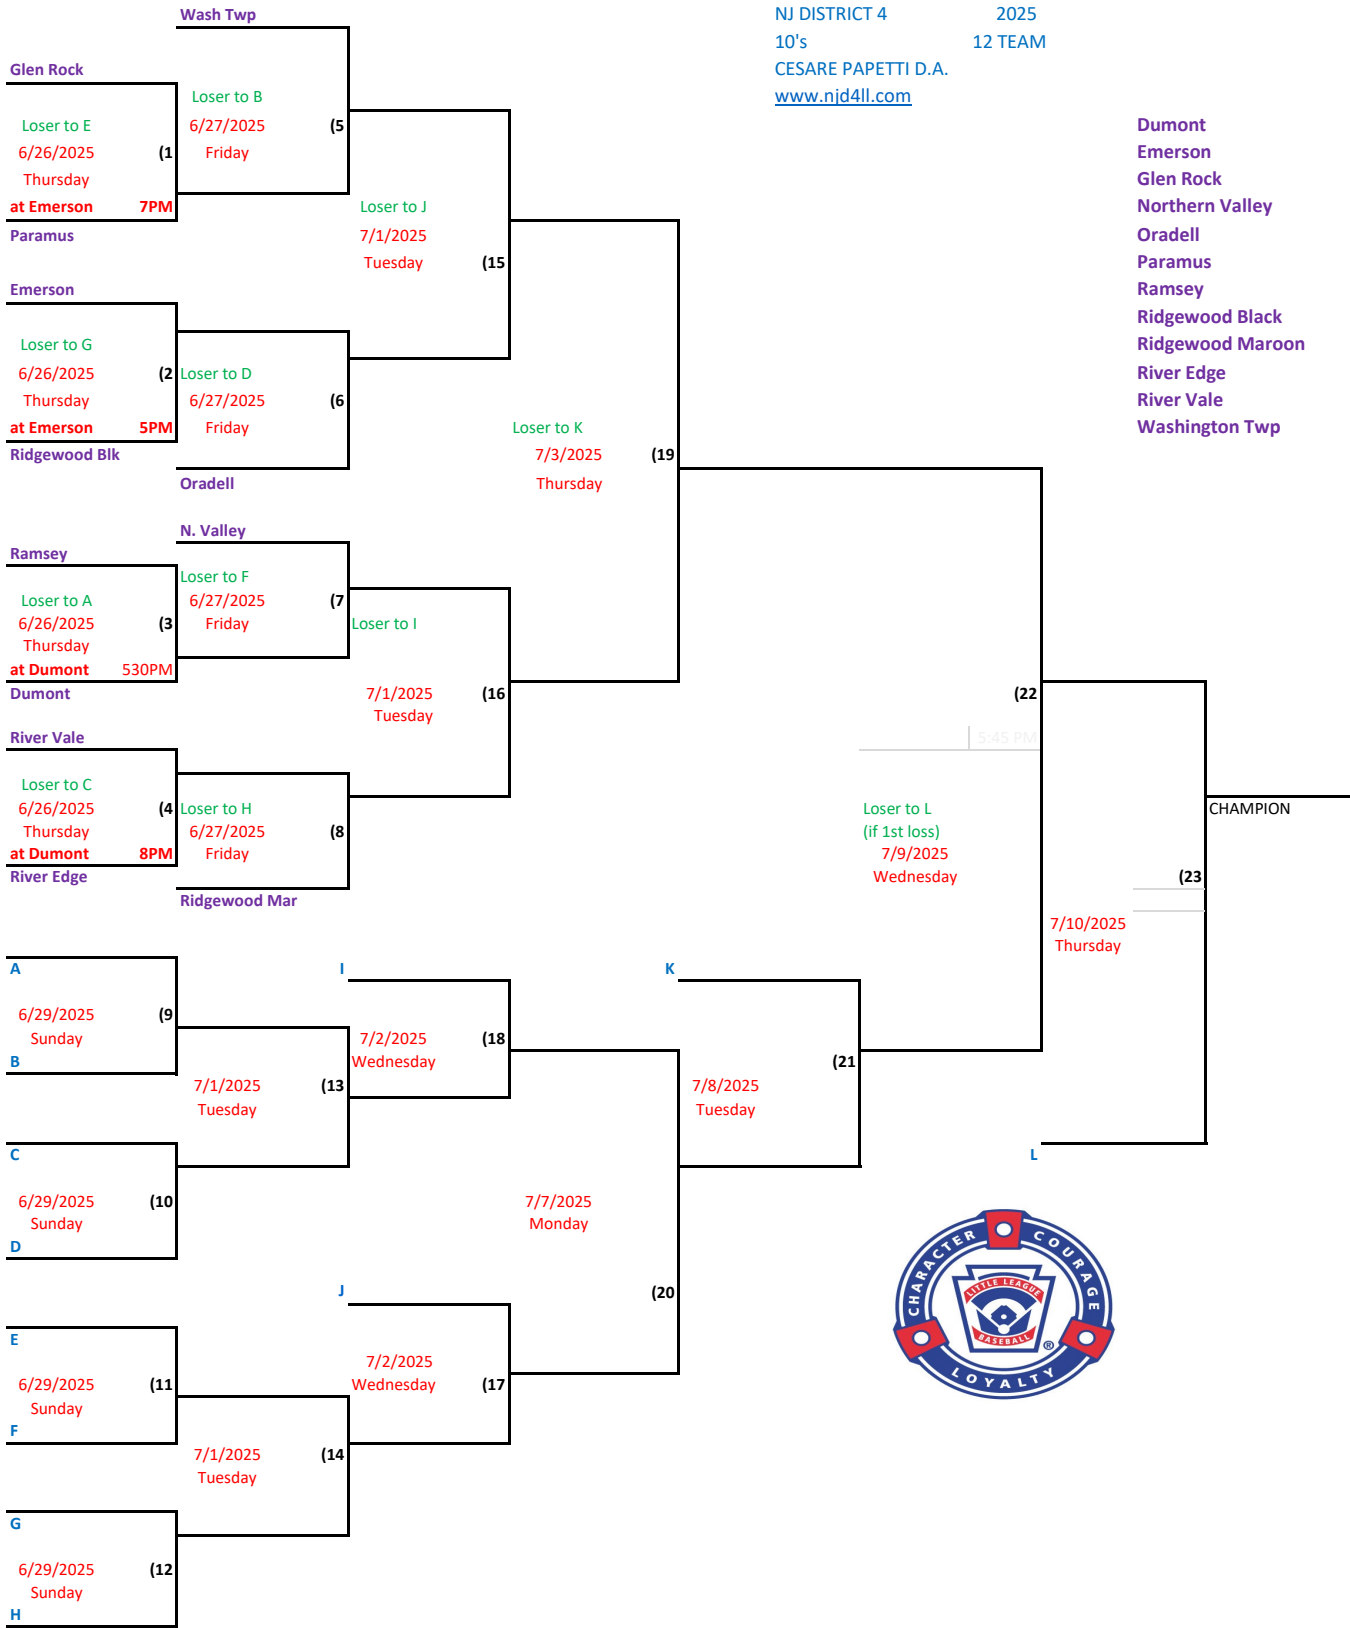 Wash Twp
NJ DISTRICT 4 2025
10's 12 TEAM
CESARE PAPETTI D.A.
www.njd4ll.com
Glen Rock
Loser to E
6/26/2025 (1
Thursday
at Emerson 7PM
Paramus
Loser to B
6/27/2025 (5
Friday
Loser to J
7/1/2025
Tuesday (15
Emerson
Loser to G
6/26/2025 (2
Thursday
at Emerson 5PM
Ridgewood Blk
Loser to D
6/27/2025 (6
Friday
Oradell
Loser to K
7/3/2025 (19
Thursday
Dumont
Emerson
Glen Rock
Northern Valley
Oradell
Paramus
Ramsey
Ridgewood Black
Ridgewood Maroon
River Edge
River Vale
Washington Twp
N. Valley
Ramsey
Loser to A
6/26/2025 (3
Thursday
at Dumont 530PM
Dumont
Loser to F
6/27/2025 (7
Friday
Loser to I
7/1/2025 (16
Tuesday
River Vale
Loser to C
6/26/2025 (4
Thursday
at Dumont 8PM
River Edge
Loser to H
6/27/2025 (8
Friday
Ridgewood Mar
(22
5:45 PM
Loser to L
(if 1st loss)
7/9/2025
Wednesday
CHAMPION
(23
7/10/2025
Thursday
A
6/29/2025 (9
Sunday
B
7/1/2025 (13
Tuesday
I
7/2/2025 (18
Wednesday
K
(21
7/8/2025
Tuesday
C
6/29/2025 (10
Sunday
D
L
7/7/2025
Monday
(20
J
7/2/2025
Wednesday (17
E
6/29/2025 (11
Sunday
F
7/1/2025 (14
Tuesday
G
6/29/2025 (12
Sunday
H
CHARACTER
COURAGE
LOYALTY
LITTLE LEAGUE
BASEBALL
®